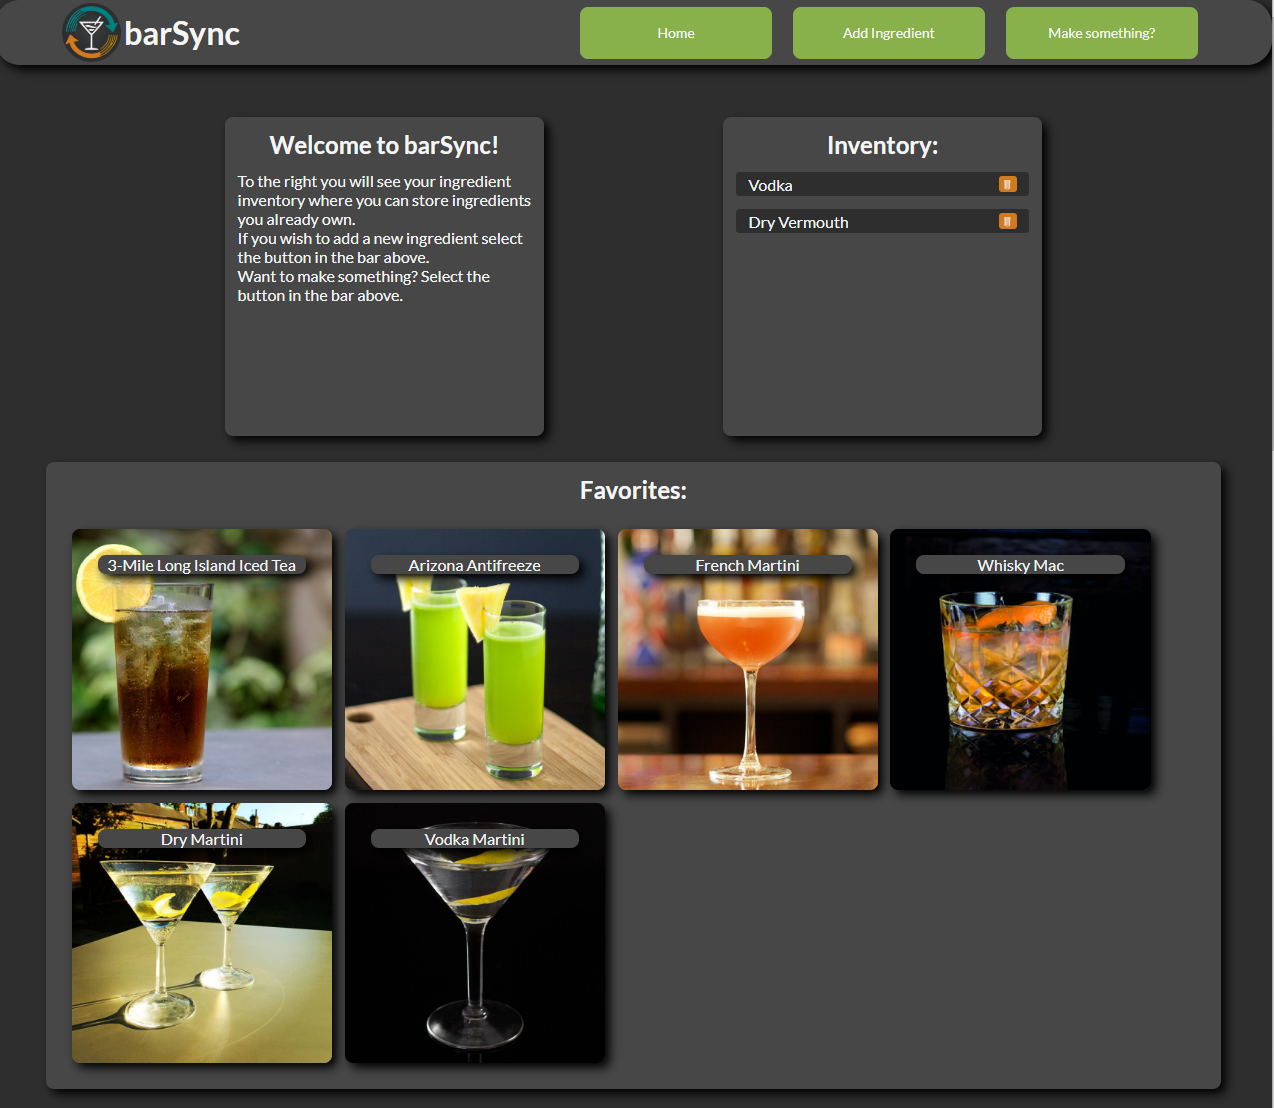 barSync
Home
Add Ingredient
Make something?
Welcome to barSync!
To the right you will see your ingredient
inventory where you can store ingredients
you already own.
If you wish to add a new ingredient select
the button in the bar above.
Want to make something? Select the
button in the bar above.
Inventory:
Vodka
Dry Vermouth
Favorites:
3-Mile Long Island Iced Tea
Arizona Antifreeze
French Martini
Whisky Mac
Dry Martini
Vodka Martini